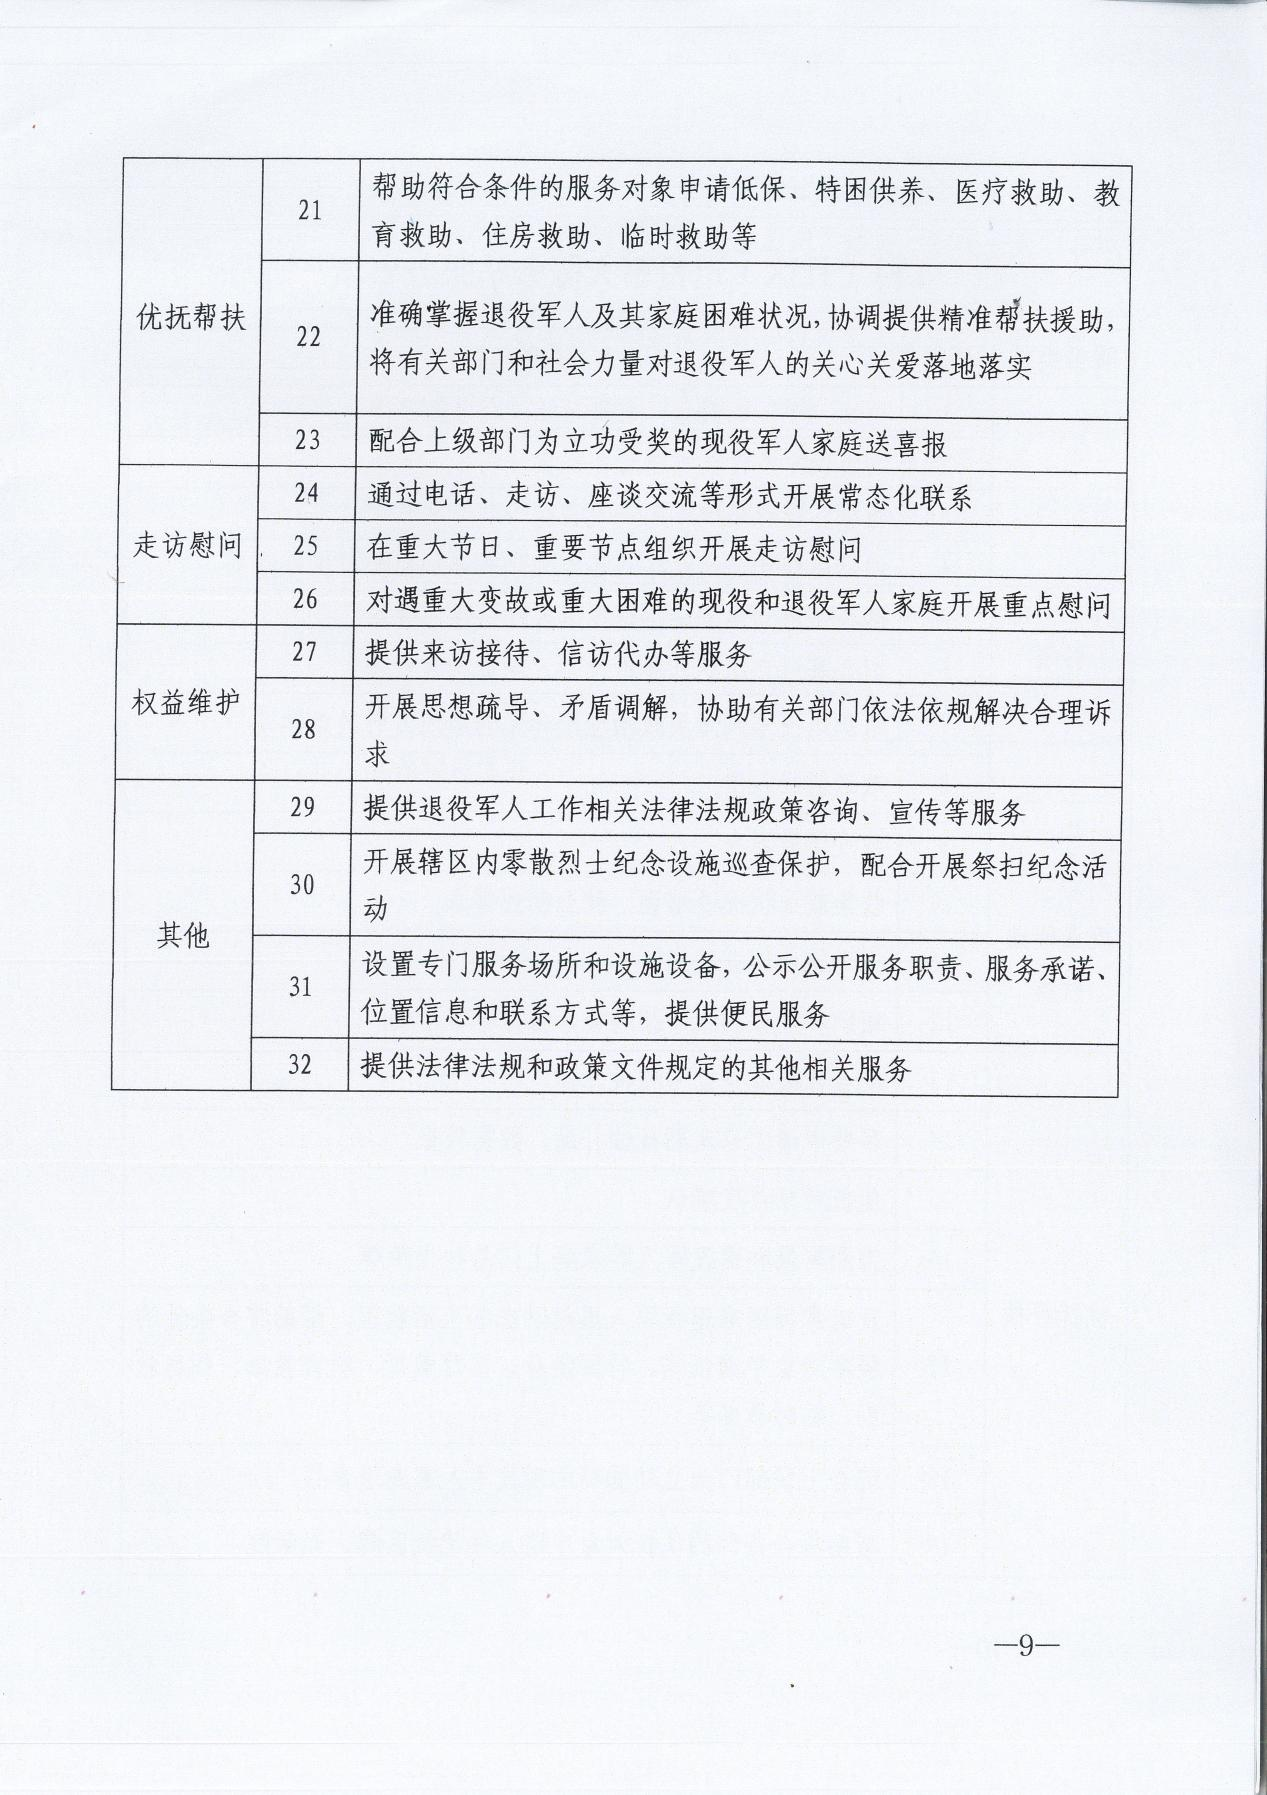 优抚帮扶
21
帮助符合条件的服务对象申请低保、特困供养、医疗救助、教
育救助、住房救助、临时救助等
22
准确掌握退役军人及其家庭困难状况,协调提供精准帮扶援助,
将有关部门和社会力量对退役军人的关心关爱落地落实
23
配合上级部门为立功受奖的现役军人家庭送喜报
走访慰问
24
通过电话、走访、座谈交流等形式开展常态化联系
25
在重大节日、重要节点组织开展走访慰问
26
对遇重大变故或重大困难的现役和退役军人家庭开展重点慰问
权益维护
27
提供来访接待、信访代办等服务
28
开展思想疏导、矛盾调解，协助有关部门依法依规解决合理诉
求
其他
29
提供退役军人工作相关法律法规政策咨询、宣传等服务
30
开展辖区内零散烈士纪念设施巡查保护，配合开展祭扫纪念活
动
31
设置专门服务场所和设施设备,公示公开服务职责、服务承诺、
位置信息和联系方式等，提供便民服务
32
提供法律法规和政策文件规定的其他相关服务
—9—